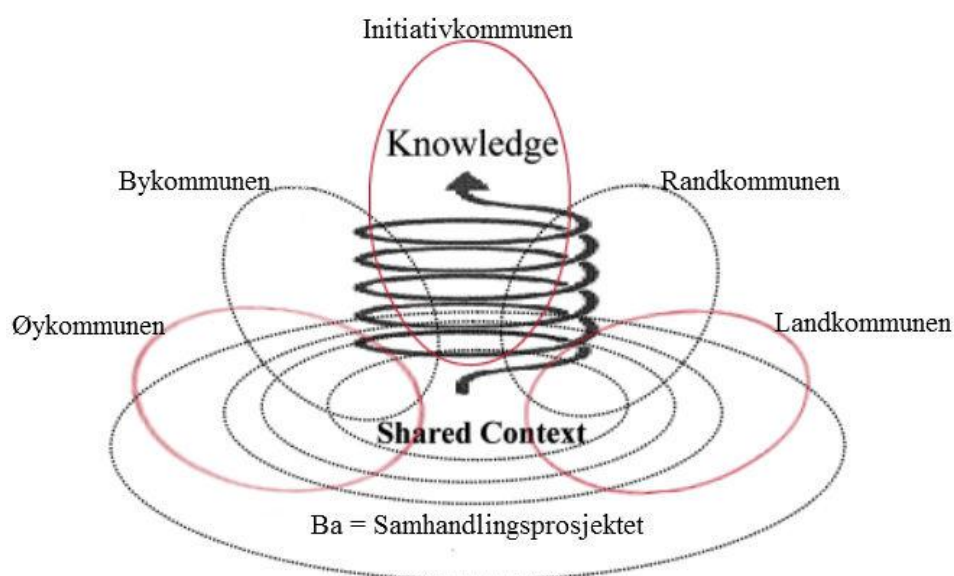 Initiativkommunen
Knowledge
Bykommunen
Randkommunen
Øykommunen
Landkommunen
Shared Context
Ba = Samhandlingsprosjektet